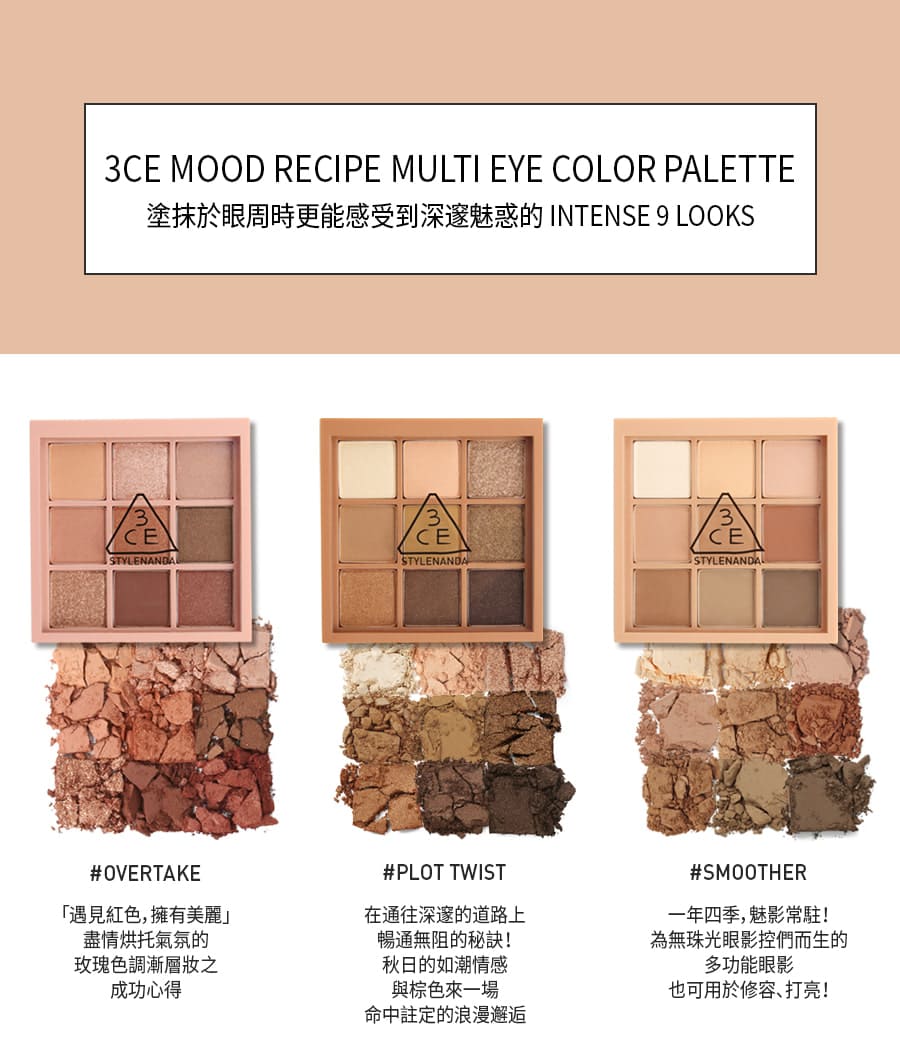 3CE MOOD RECIPE MULTI EYE COLOR PALETTE
塗抹於眼周時更能感受到深邃魅惑的 INTENSE 9 LOOKS
3
CE
STYLENANDA
3
CE
STYLENANDA
3
CE
STYLENANDA
#OVERTAKE
「遇見紅色，擁有美麗」
盡情烘托氣氛的
玫瑰色調漸層妝之
成功心得
#PLOT TWIST
在通往深邃的道路上
暢通無阻的秘訣！
秋日的如潮情感
與棕色來一場
命中註定的浪漫邂逅
#SMOOTHER
一年四季，魅影常駐！
為無珠光眼影控們而生的
多功能眼影
也可用於修容、打亮！